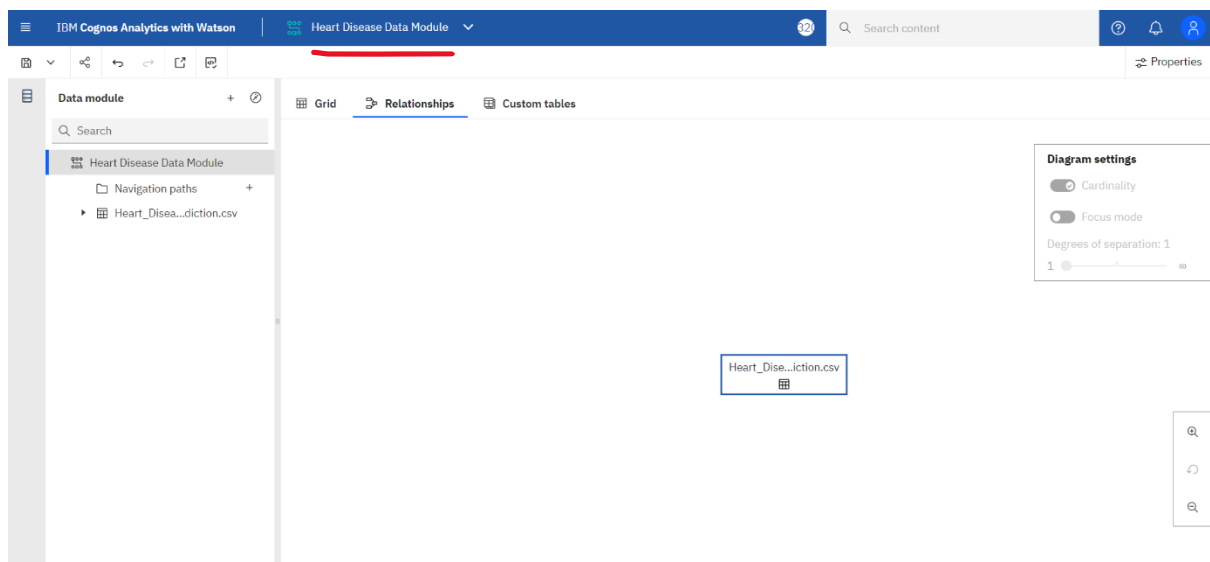 IBM Cognos Analytics with Watson
Heart Disease Data Module
Search content
Properties
Data module
Grid
Relationships
Custom tables
Search
Heart Disease Data Module
Navigation paths
Heart_Disea...diction.csv
Diagram settings
Cardinality
Focus mode
Degrees of separation: 1
1 ∞
Heart_Dise...iction.csv